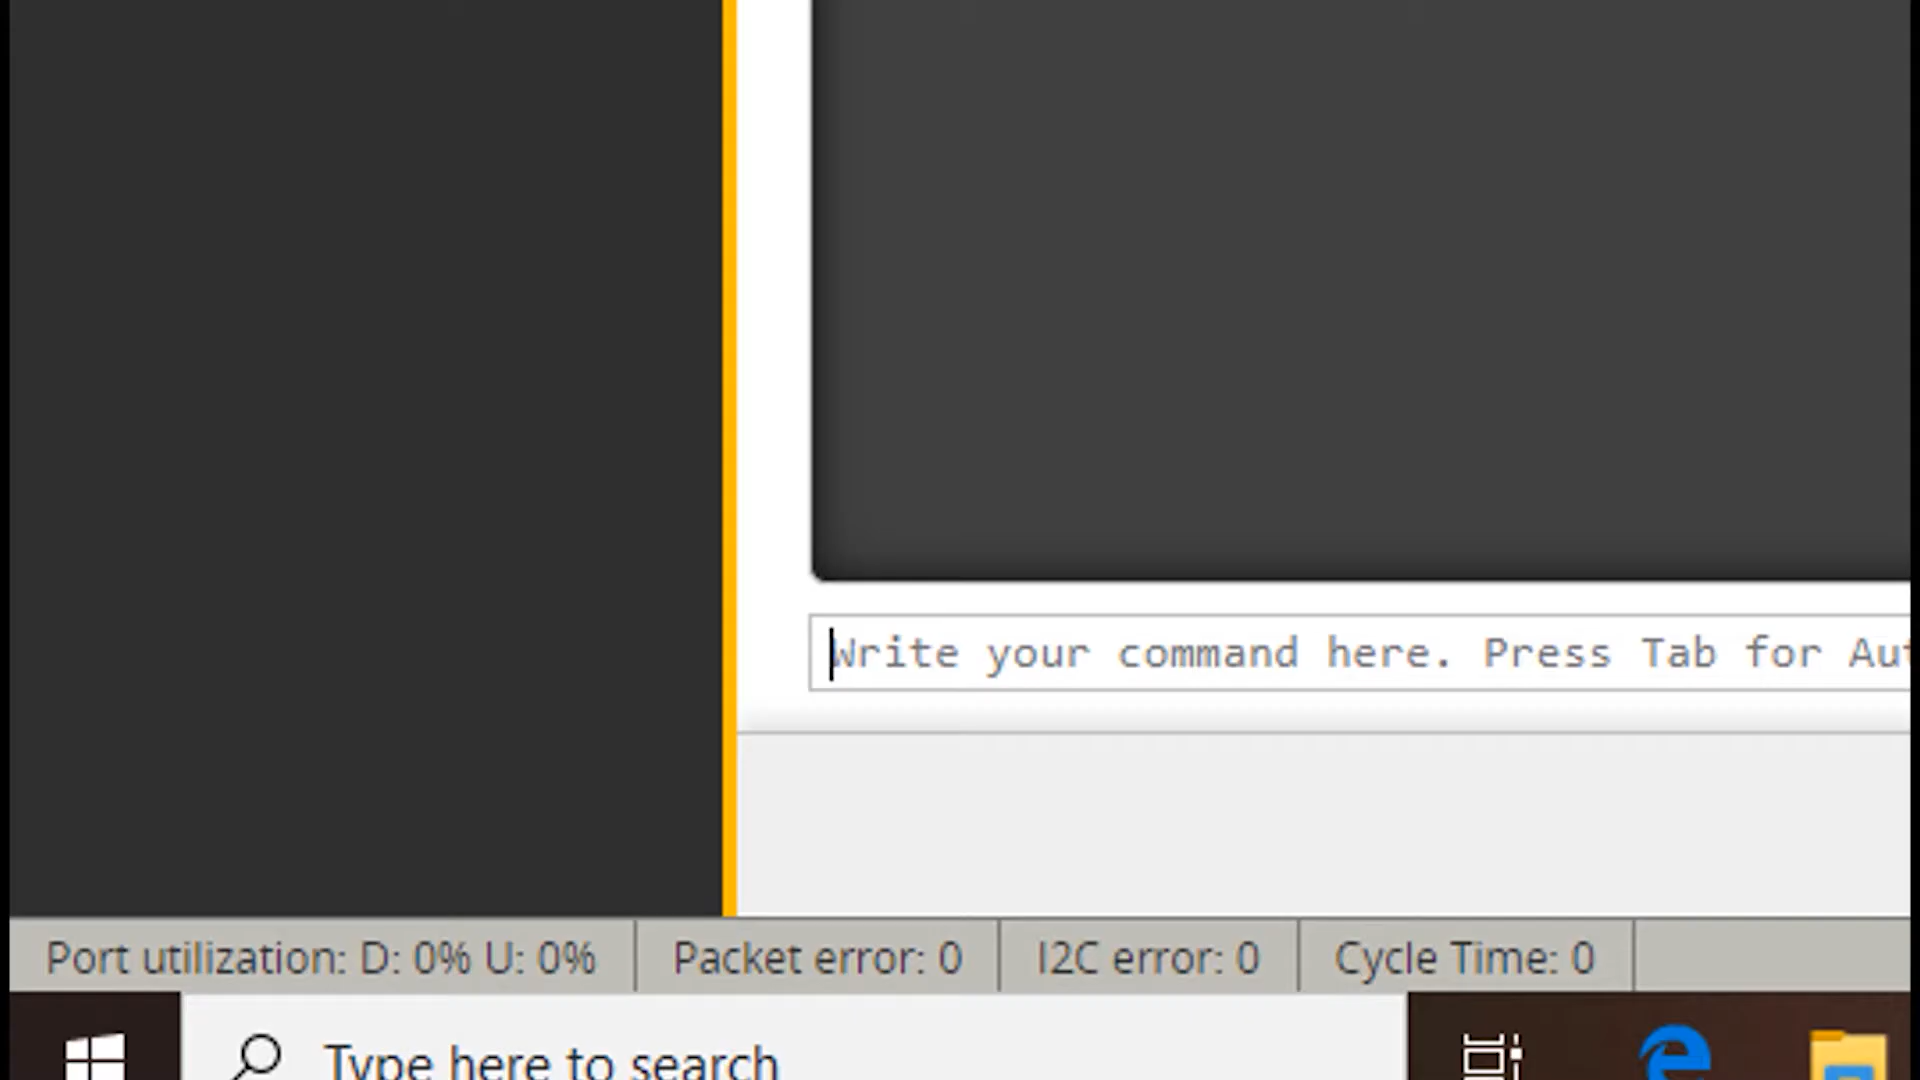 Write your command here. Press Tab for Aut
Port utilization: D: 0% U: 0%
Packet error: 0
I2C error: 0
Cycle Time: 0
Type here to search